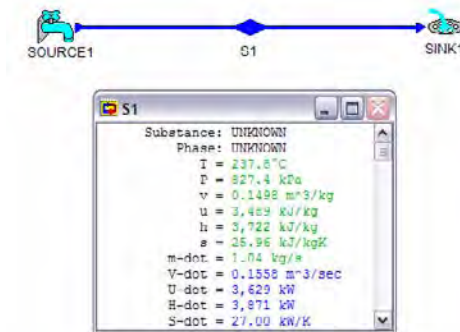 SOURCE1 S1 SINK1
S1
Substance: UNKNOWN
Phase: UNKNOWN
T = 237.8°C
P = 827.4 kPa
v = 0.1498 m^3/kg
u = 3,489 kJ/kg
h = 3,722 kJ/kg
s = 25.96 kJ/kgK
m-dot = 1.04 kg/s
V-dot = 0.1558 m^3/sec
U-dot = 3,629 kW
H-dot = 3,871 kW
S-dot = 27.00 kW/K